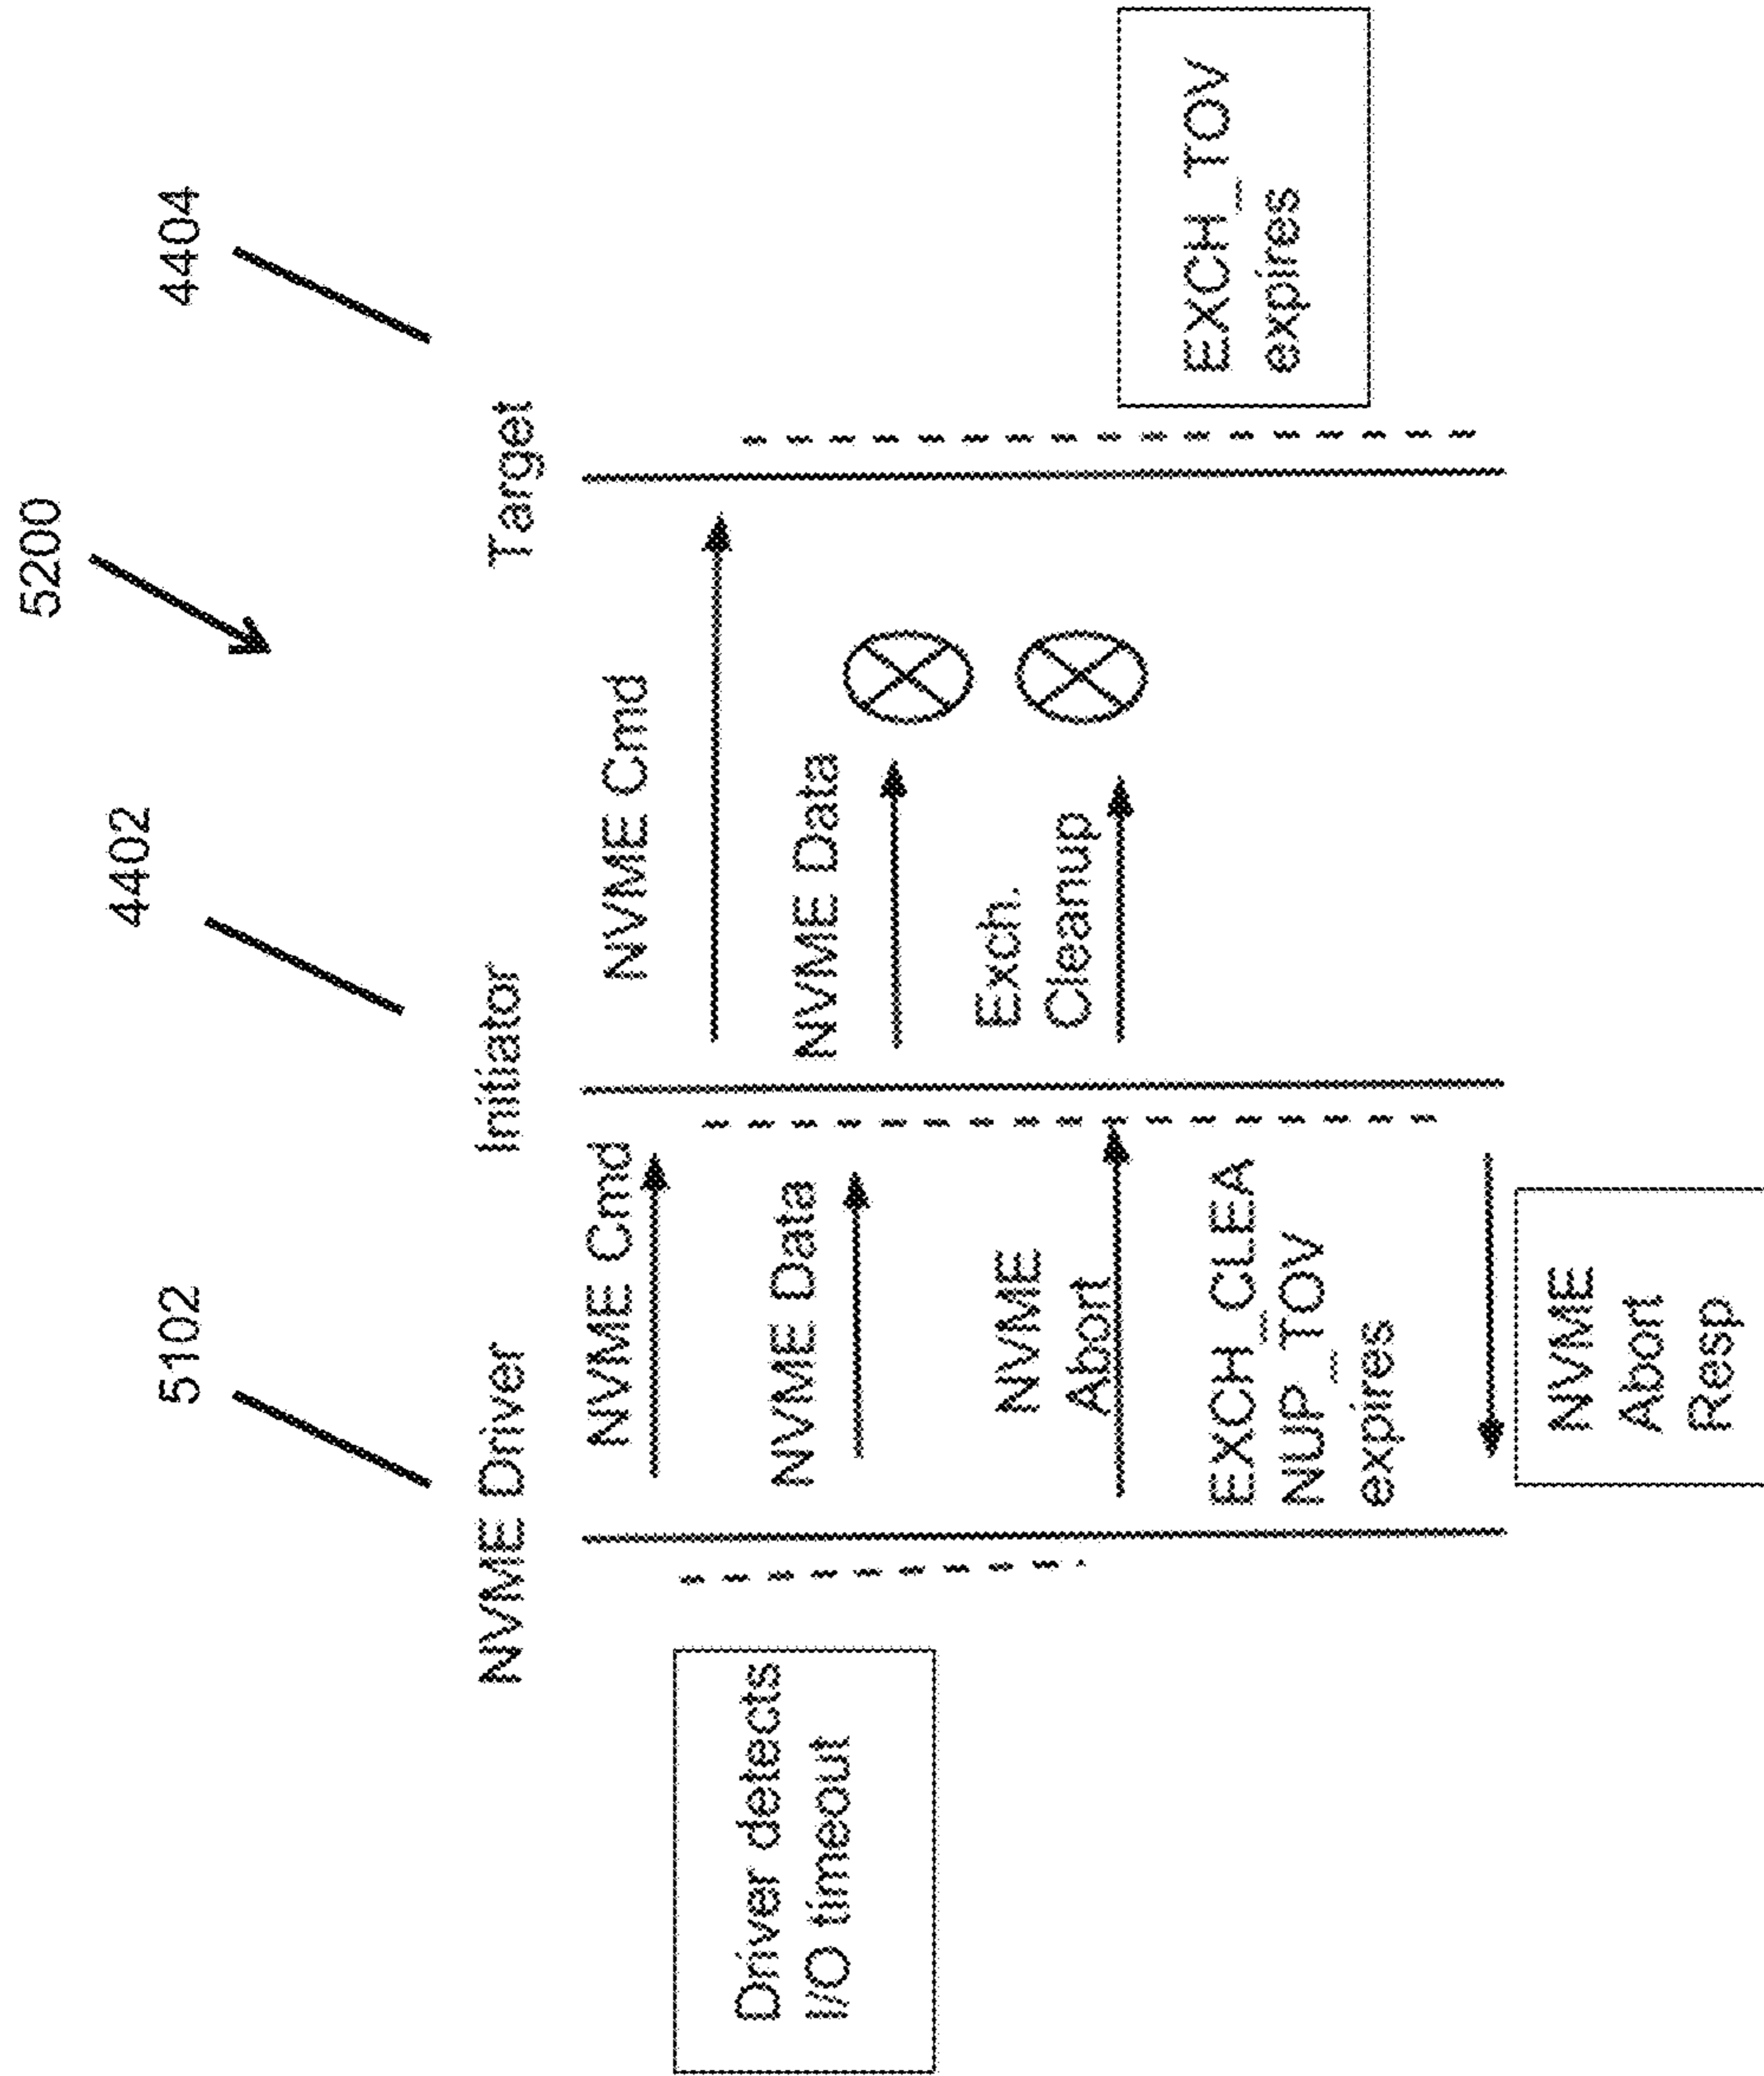 5200
5102
4402
4404
NVME Driver
Initiator
Target
NVME Cmd
NVME Cmd
Driver detects
I/O timeout
NVME Data
NVME Data
NVME
Abort
Exch.
Cleanup
EXCH_CLEA
NUP_TOV
expires
EXCH_TOV
expires
NVME
Abort
Resp